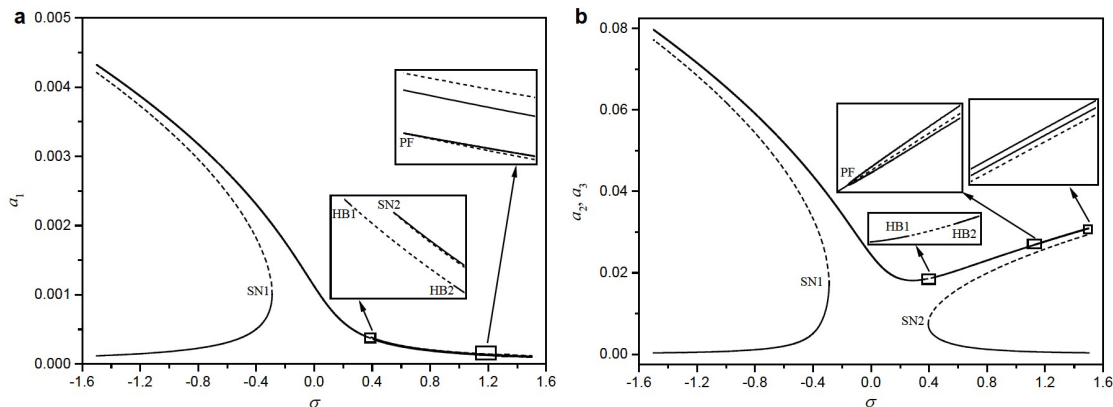 a
0.005
0.004
0.003
0.002
0.001
0.000
a1
-1.6 -1.2 -0.8 -0.4 0.0 0.4 0.8 1.2 1.6
σ
SN1
PF
SN2
HB1
HB2
b
0.08
0.06
0.04
0.02
0.00
a2, a3
-1.6 -1.2 -0.8 -0.4 0.0 0.4 0.8 1.2 1.6
σ
PF
HB1
HB2
SN1
SN2